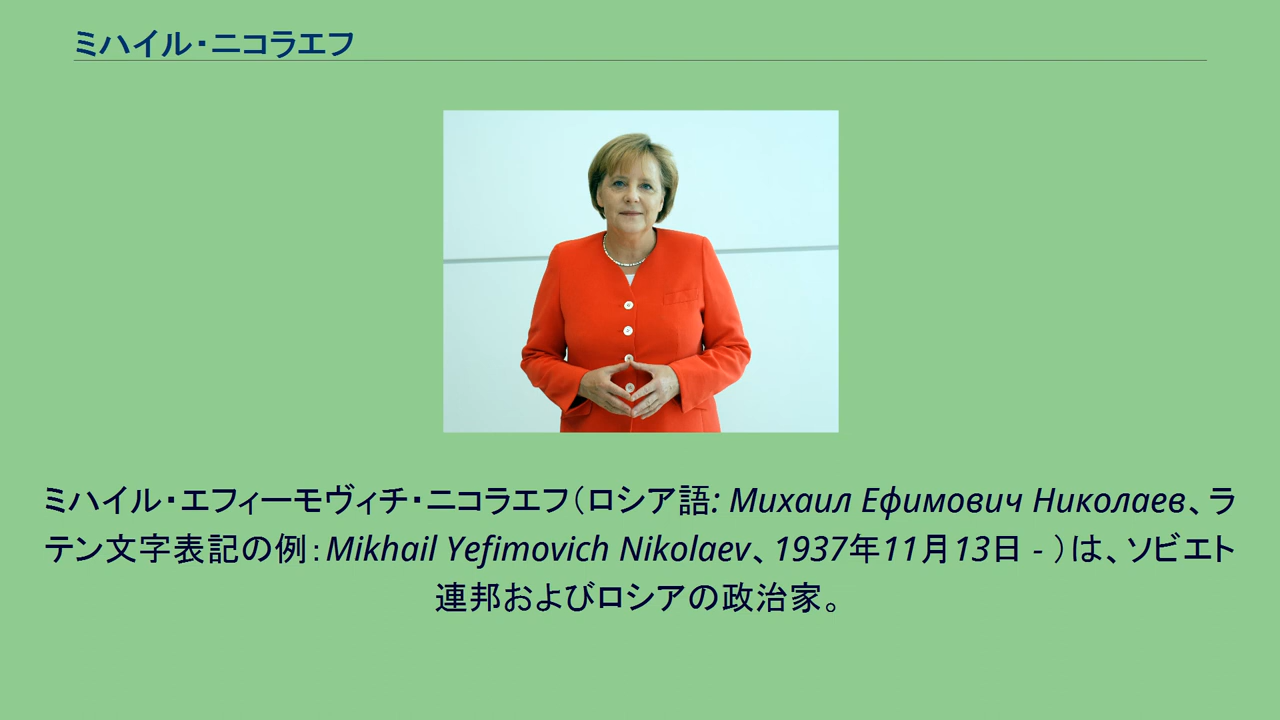 ミハイル・ニコラエフ
ミハイル・エフィーモヴィチ・ニコラエフ（ロシア語: Михаил Ефимович Николаев、ラ
テン文字表記の例：Mikhail Yefimovich Nikolaev、1937年11月13日 - ）は、ソビエト
連邦およびロシアの政治家。